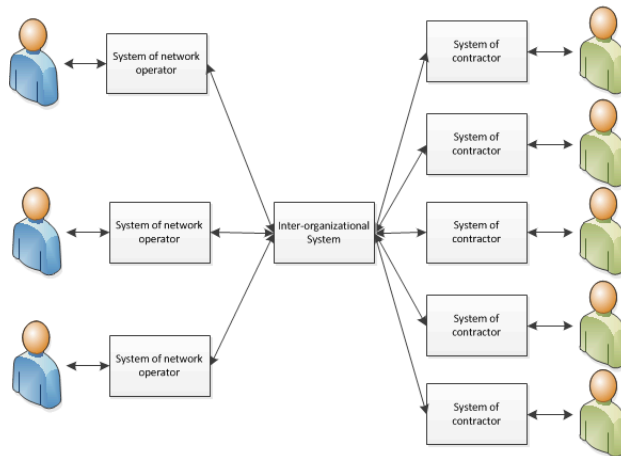 System of network
operator
System of network
operator
System of network
operator
Inter-organizational
System
System of
contractor
System of
contractor
System of
contractor
System of
contractor
System of
contractor